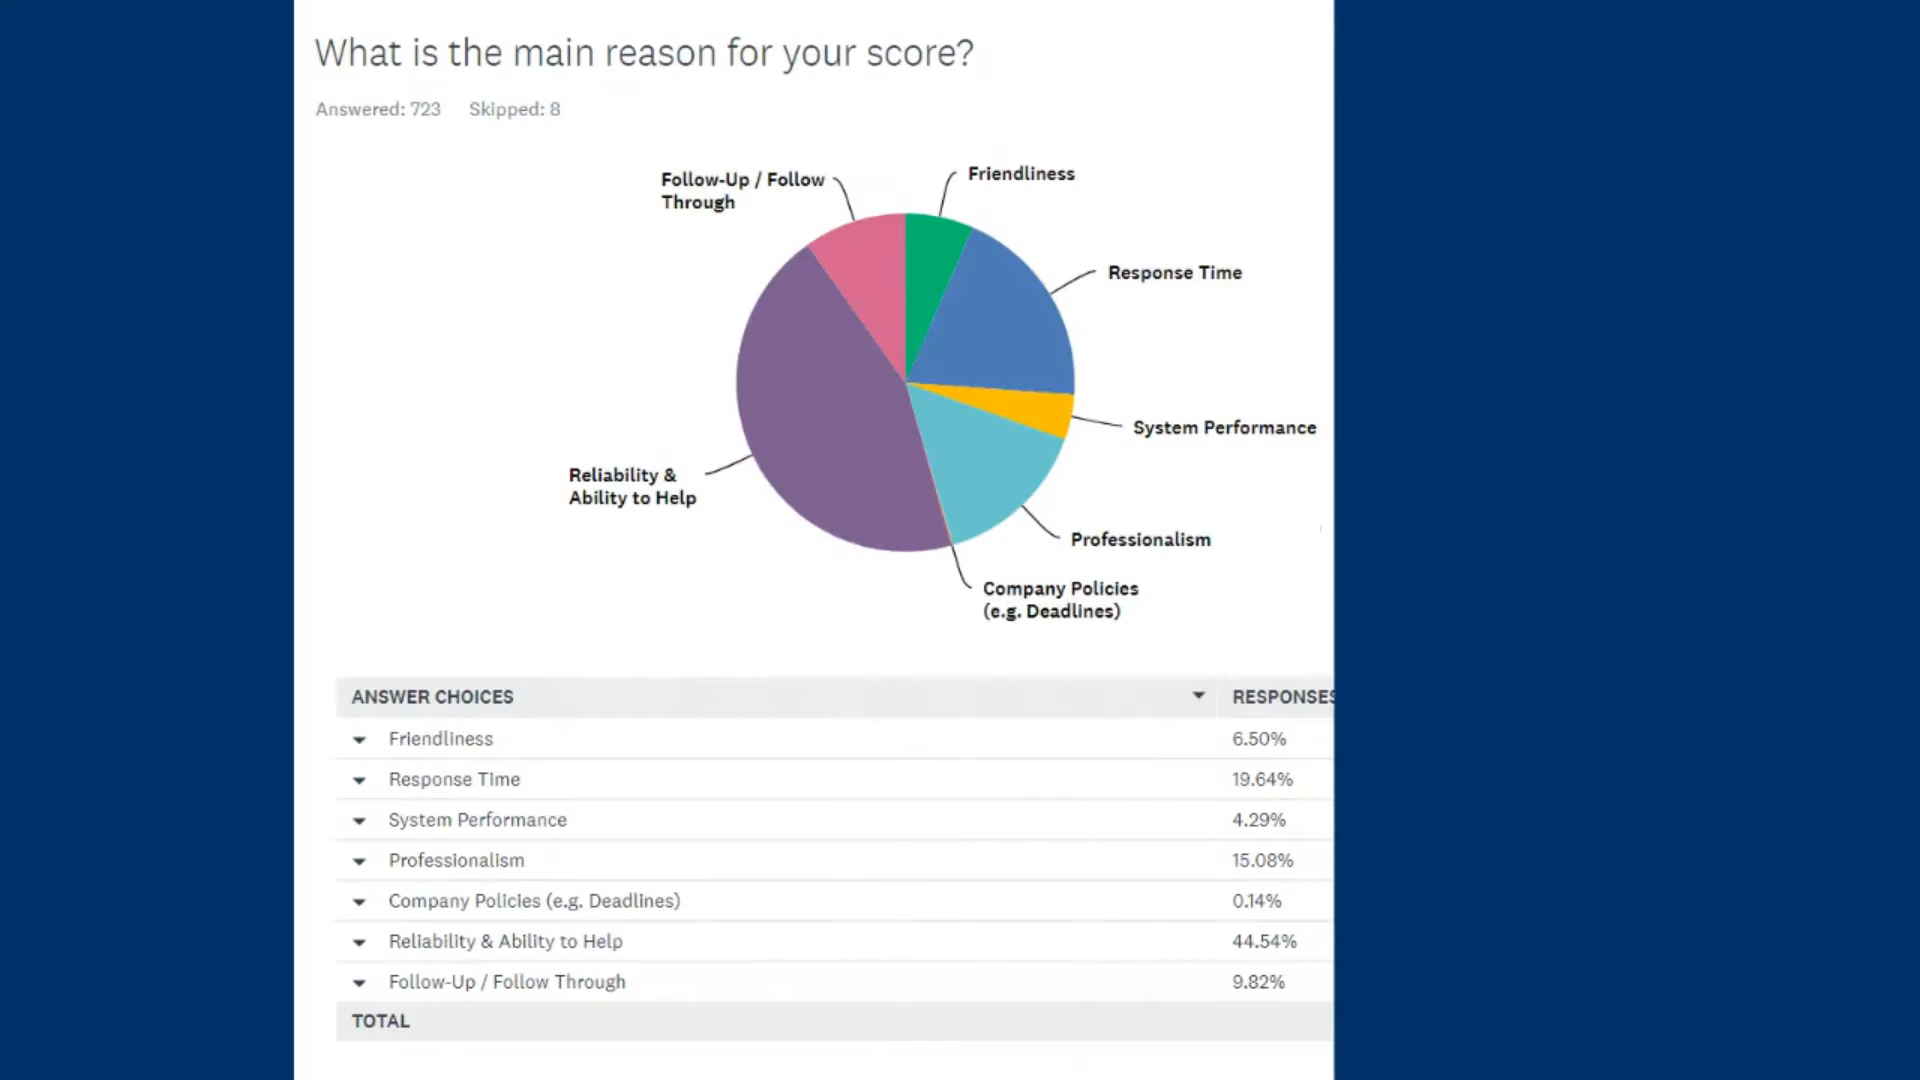 What is the main reason for your score?
Answered: 723 Skipped: 8
Follow-Up / Follow
Through
Friendliness
Response Time
System Performance
Reliability &
Ability to Help
Professionalism
Company Policies
(e.g. Deadlines)
ANSWER CHOICES RESPONSES
Friendliness 6.50%
Response Time 19.64%
System Performance 4.29%
Professionalism 15.08%
Company Policies (e.g. Deadlines) 0.14%
Reliability & Ability to Help 44.54%
Follow-Up / Follow Through 9.82%
TOTAL